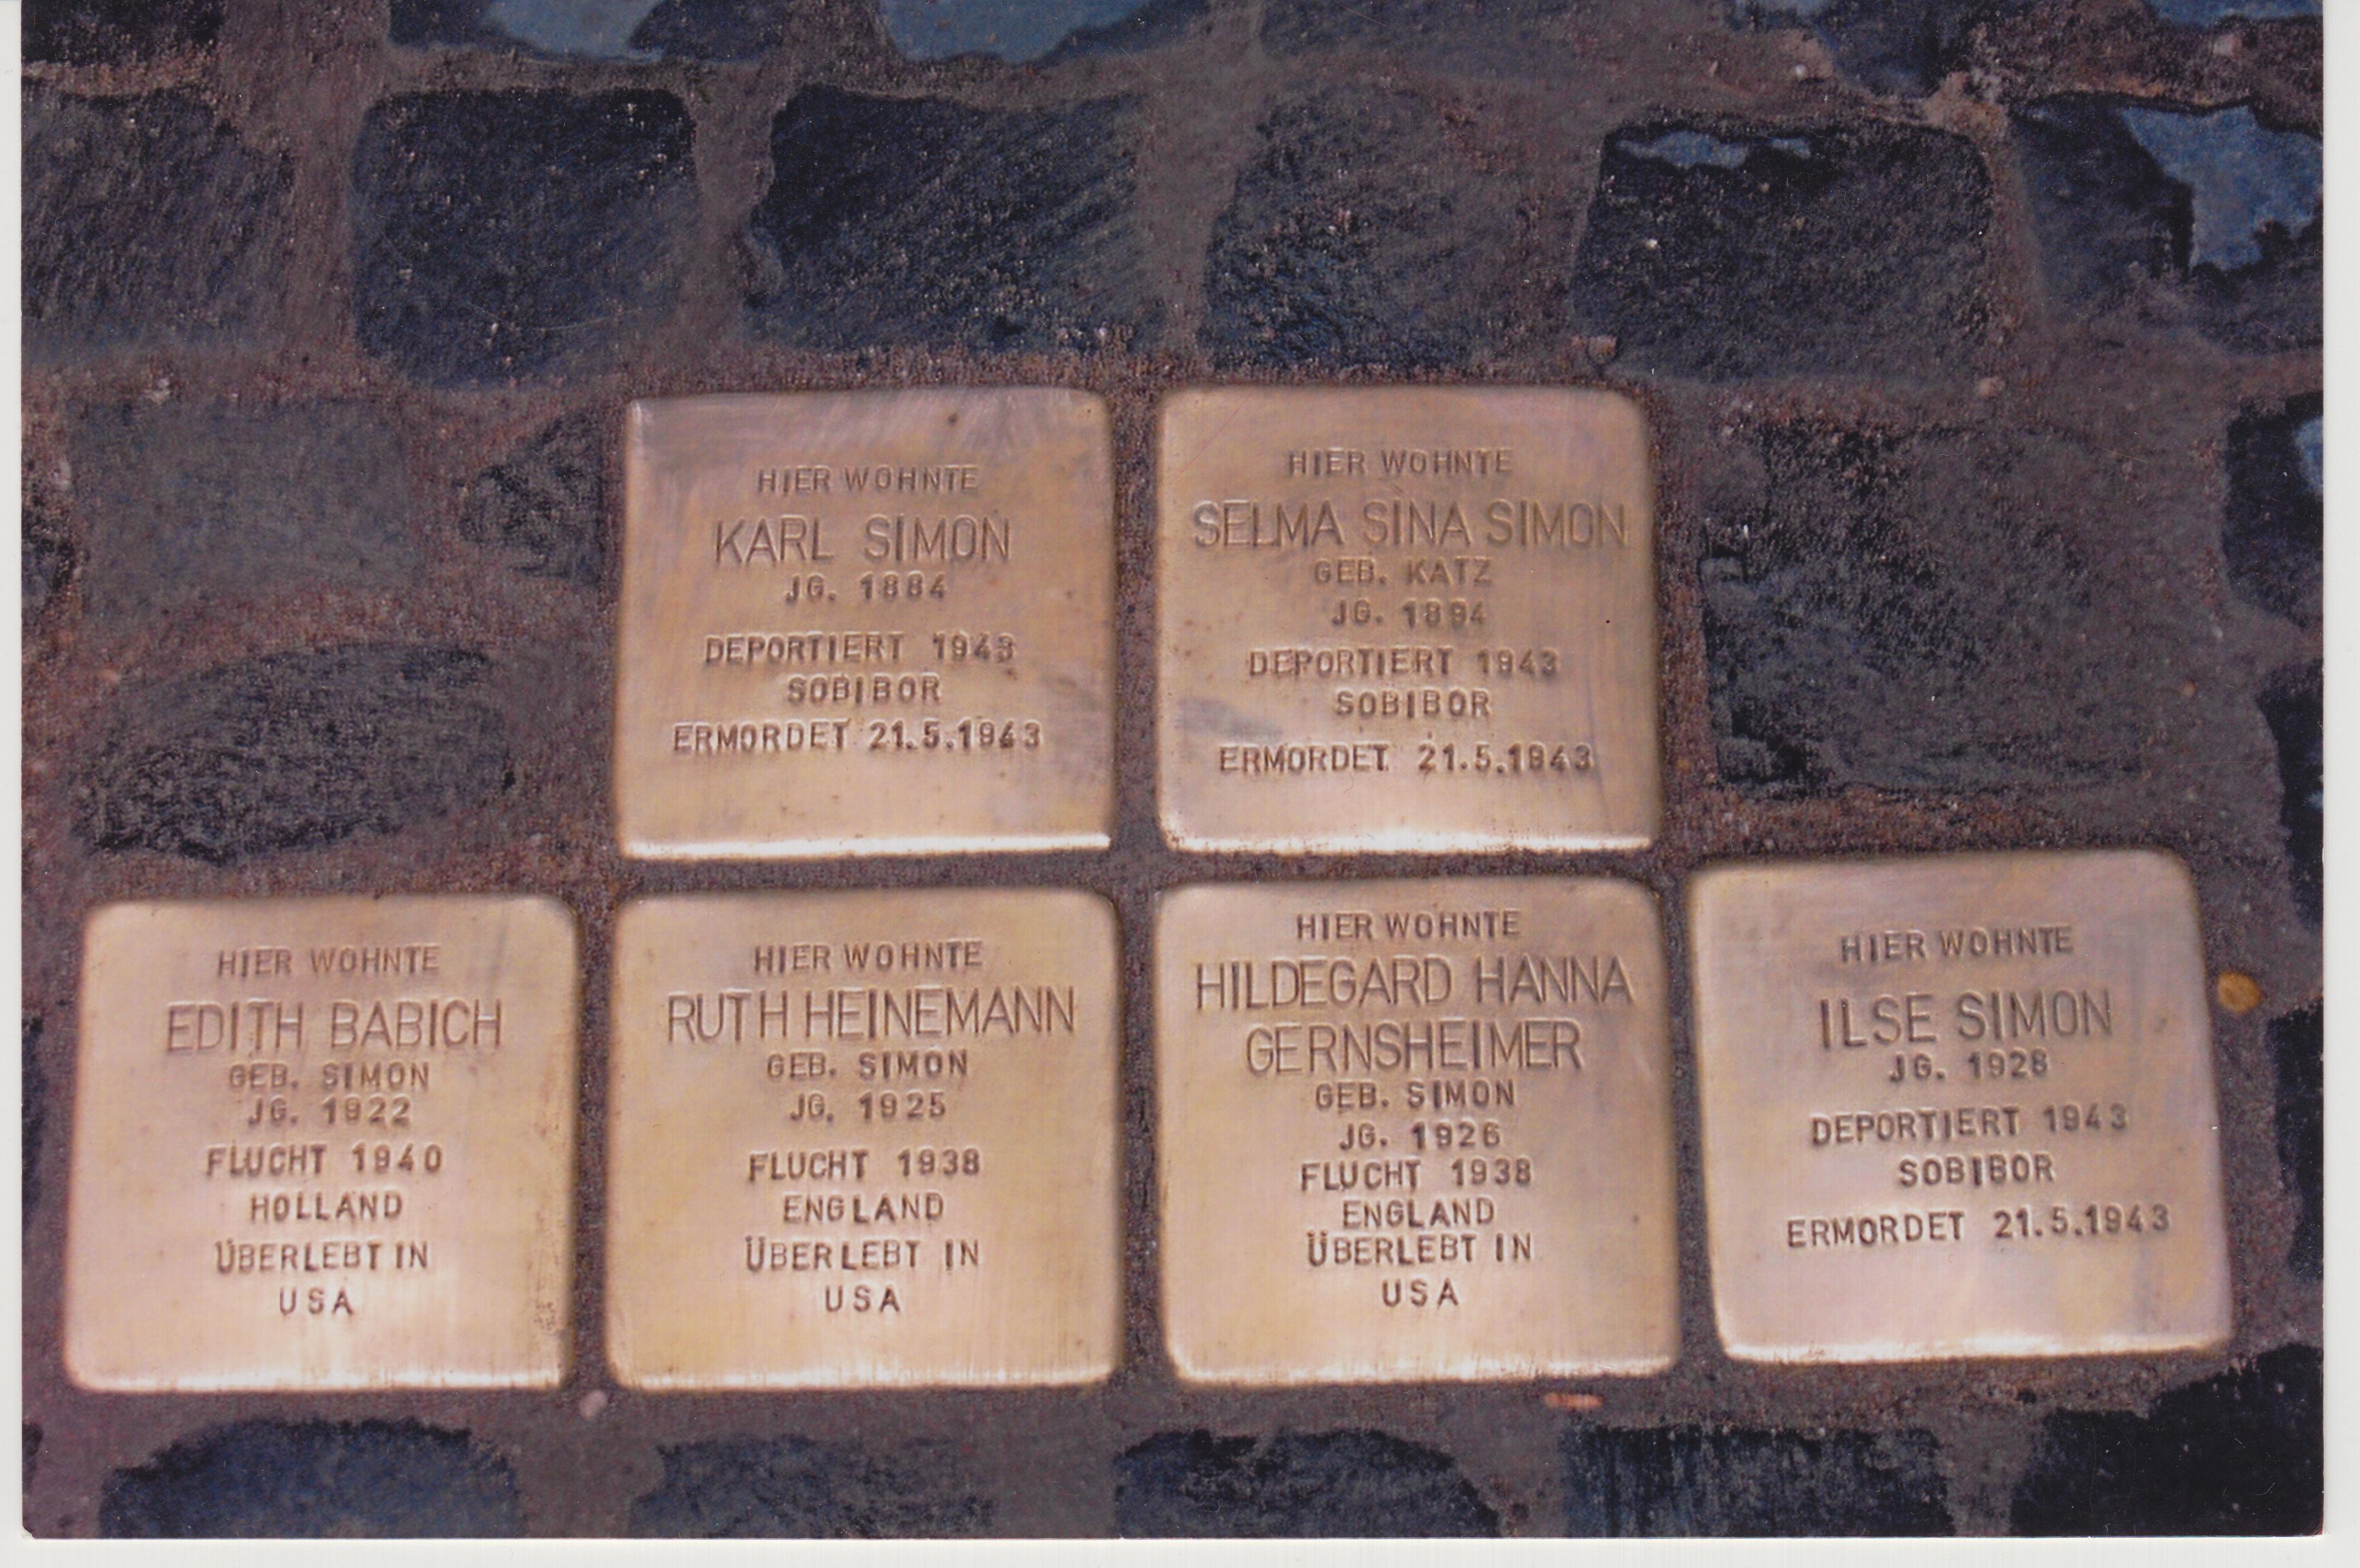 HIER WOHNTE
KARL SIMON
JG. 1884
DEPORTIERT 1943
SOBIBOR
ERMORDET 21.5.1943
HIER WOHNTE
SELMA SINA SIMON
GEB. KATZ
JG. 1894
DEPORTIERT 1943
SOBIBOR
ERMORDET 21.5.1943
HIER WOHNTE
EDITH BABICH
GEB. SIMON
JG. 1922
FLUCHT 1940
HOLLAND
ÜBERLEBT IN
USA
HIER WOHNTE
RUTH HEINEMANN
GEB. SIMON
JG. 1925
FLUCHT 1938
ENGLAND
ÜBERLEBT IN
USA
HIER WOHNTE
HILDEGARD HANNA
GERNSHEIMER
GEB. SIMON
JG. 1926
FLUCHT 1938
ENGLAND
ÜBERLEBT IN
USA
HIER WOHNTE
ILSE SIMON
JG. 1928
DEPORTIERT 1943
SOBIBOR
ERMORDET 21.5.1943